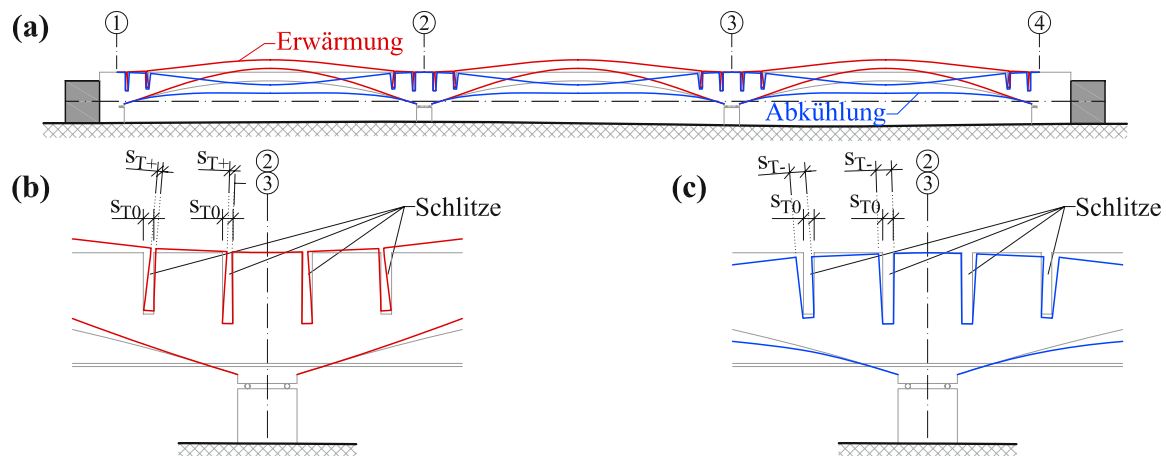 (a)
1 2 3 4
Erwärmung
Abkühlung
(b)
sT+ sT+
2
3
sT0 sT0
Schlitze
(c)
sT- sT-
2
3
sT0 sT0
Schlitze